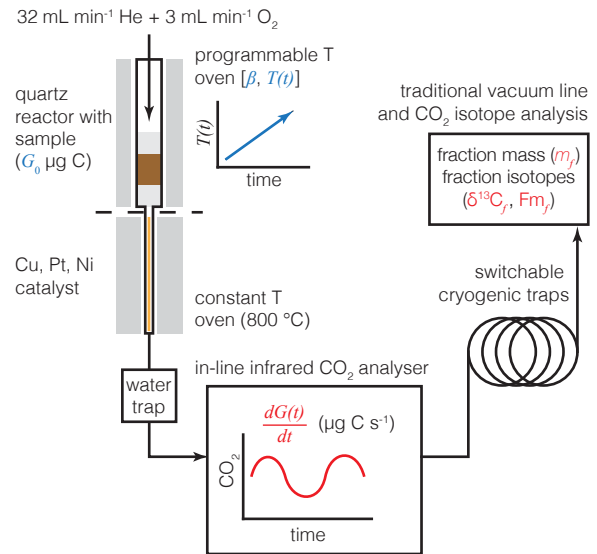 32 mL min⁻¹ He + 3 mL min⁻¹ O₂
programmable T
oven [β, T(t)]
quartz
reactor with
sample
(G₀ µg C)
T(t)
time
traditional vacuum line
and CO₂ isotope analysis
fraction mass (m_f)
fraction isotopes
(δ¹³C_f, Fm_f)
Cu, Pt, Ni
catalyst
constant T
oven (800 °C)
switchable
cryogenic traps
water
trap
in-line infrared CO₂ analyser
dG(t)
dt
(µg C s⁻¹)
CO₂
time